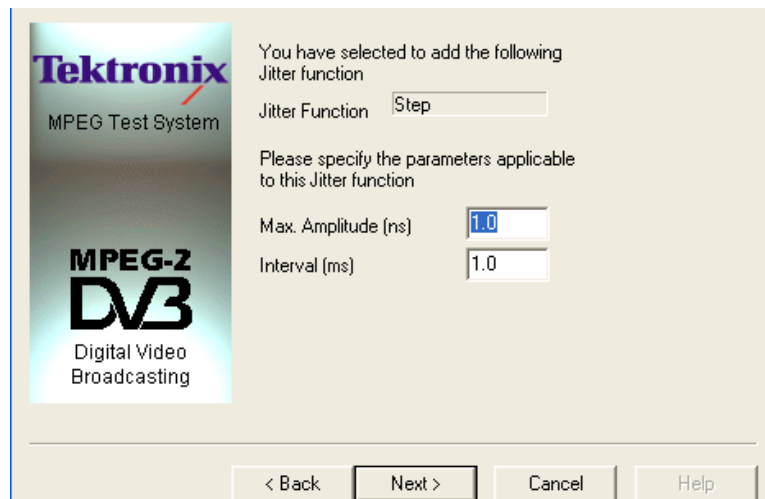 Tektronix
MPEG Test System
MPEG-2
DVB
Digital Video
Broadcasting
You have selected to add the following
Jitter function
Jitter Function Step
Please specify the parameters applicable
to this Jitter function
Max. Amplitude (ns) 1.0
Interval (ms) 1.0
< Back Next > Cancel Help